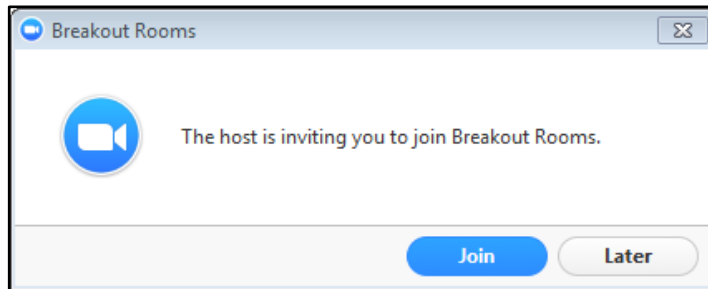 Breakout Rooms
The host is inviting you to join Breakout Rooms.
Join Later